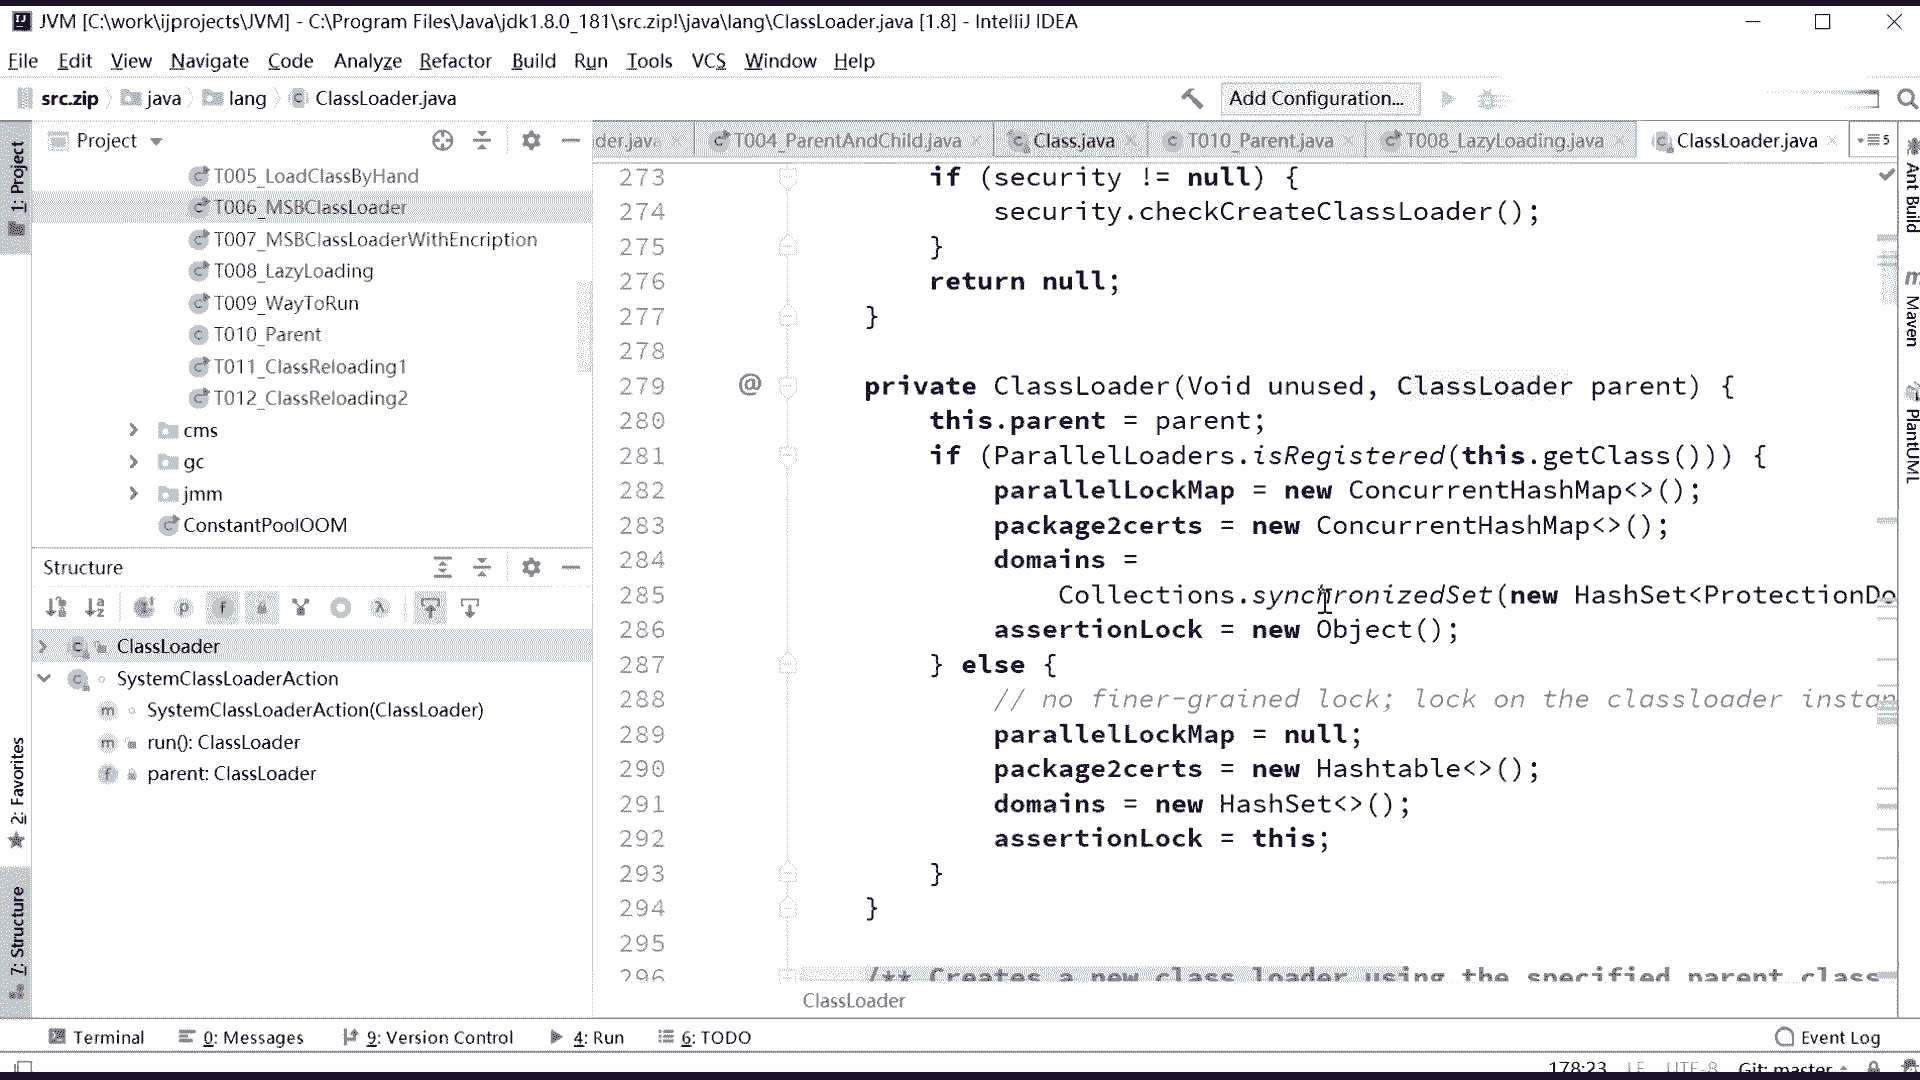 JVM [C:\work\ijprojects\JVM] - C:\Program Files\Java\jdk1.8.0_181\src.zip!\java\lang\ClassLoader.java [1.8] - IntelliJ IDEA
File Edit View Navigate Code Analyze Refactor Build Run Tools VCS Window Help
src.zip java lang ClassLoader.java
Add Configuration...
1: Project
Project
der.java T004_ParentAndChild.java Class.java T010_Parent.java T008_LazyLoading.java ClassLoader.java 5
T005_LoadClassByHand
T006_MSBClassLoader
T007_MSBClassLoaderWithEncription
T008_LazyLoading
T009_WayToRun
T010_Parent
T011_ClassReloading1
T012_ClassReloading2
cms
gc
jmm
ConstantPoolOOM
Structure
ClassLoader
SystemClassLoaderAction
SystemClassLoaderAction(ClassLoader)
run(): ClassLoader
parent: ClassLoader
2: Favorites
7: Structure
273 if (security != null) {
274 security.checkCreateClassLoader();
275 }
276 return null;
277 }
278
279 @ private ClassLoader(Void unused, ClassLoader parent) {
280 this.parent = parent;
281 if (ParallelLoaders.isRegistered(this.getClass())) {
282 parallelLockMap = new ConcurrentHashMap<>();
283 package2certs = new ConcurrentHashMap<>();
284 domains =
285 Collections.synchronizedSet(new HashSet<ProtectionDo
286 assertionLock = new Object();
287 } else {
288 // no finer-grained lock; lock on the classloader instan
289 parallelLockMap = null;
290 package2certs = new Hashtable<>();
291 domains = new HashSet<>();
292 assertionLock = this;
293 }
294 }
295
296 /** Creates a new class loader using the specified parent class
ClassLoader
Ant Build
Maven
PlantUML
Terminal 0: Messages 9: Version Control 4: Run 6: TODO Event Log
178:23 LF UTF-8 Git: master